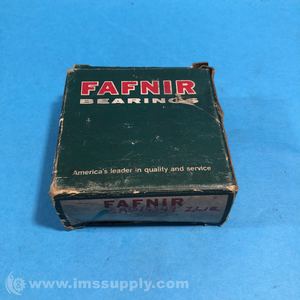 FAFNIR
BEARINGS
America's leader in quality and service
FAFNIR
© www.imssupply.com